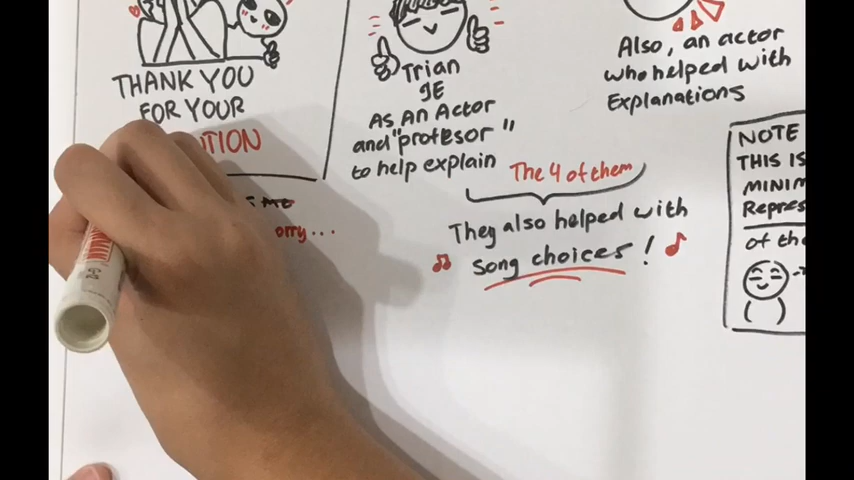 THANK YOU
FOR YOUR
Trian
JE
AS AN ACTOR
and "profesor"
to help explain
Also, an actor
who helped with
Explanations
The 4 of them
They also helped with
song choices!
NOTE
THIS IS
of the